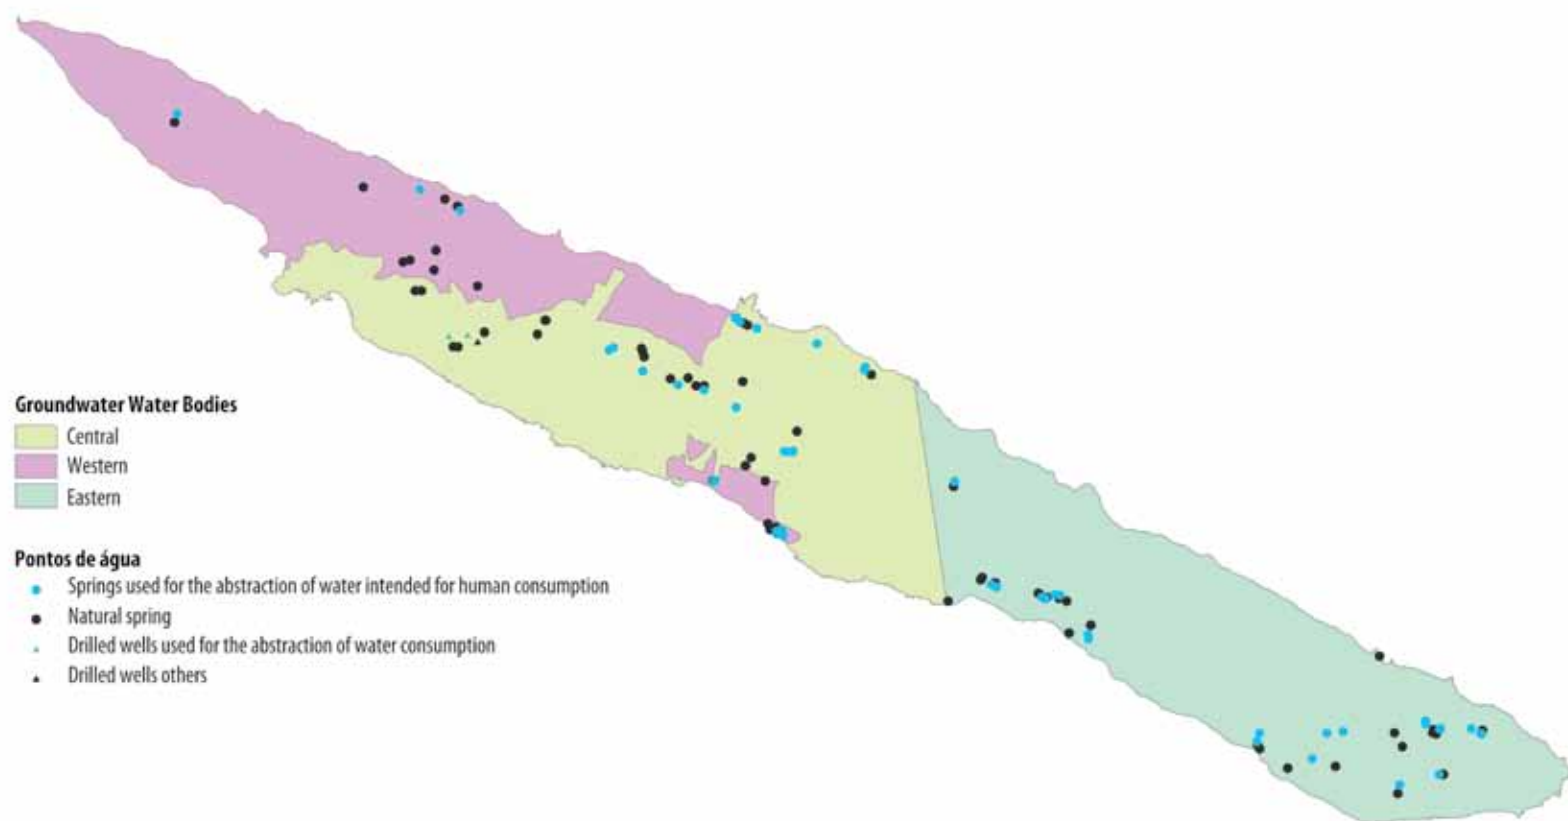 Groundwater Water Bodies
Central
Western
Eastern
Pontos de água
Springs used for the abstraction of water intended for human consumption
Natural spring
Drilled wells used for the abstraction of water consumption
Drilled wells others